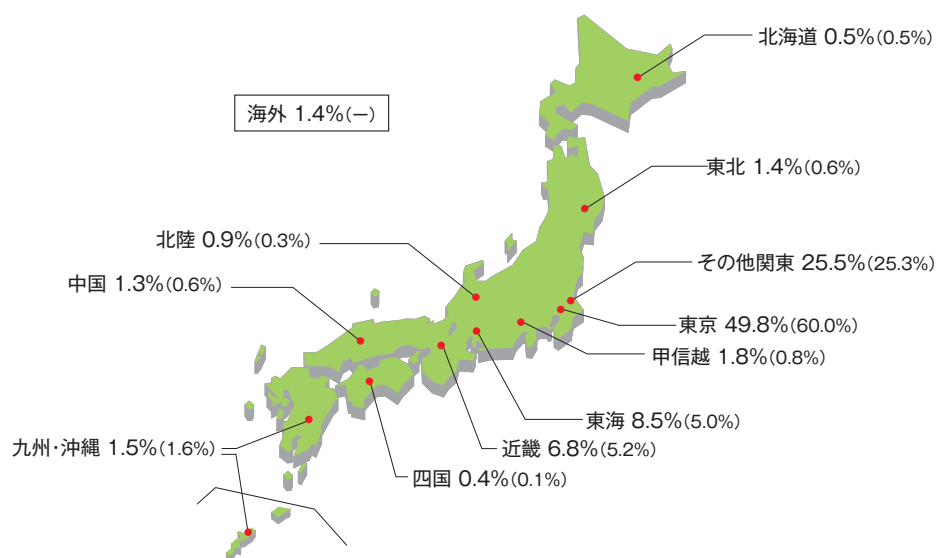 北海道 0.5%(0.5%)
海外 1.4%(ー)
東北 1.4%(0.6%)
北陸 0.9%(0.3%)
その他関東 25.5%(25.3%)
中国 1.3%(0.6%)
東京 49.8%(60.0%)
甲信越 1.8%(0.8%)
東海 8.5%(5.0%)
九州・沖縄 1.5%(1.6%)
近畿 6.8%(5.2%)
四国 0.4%(0.1%)